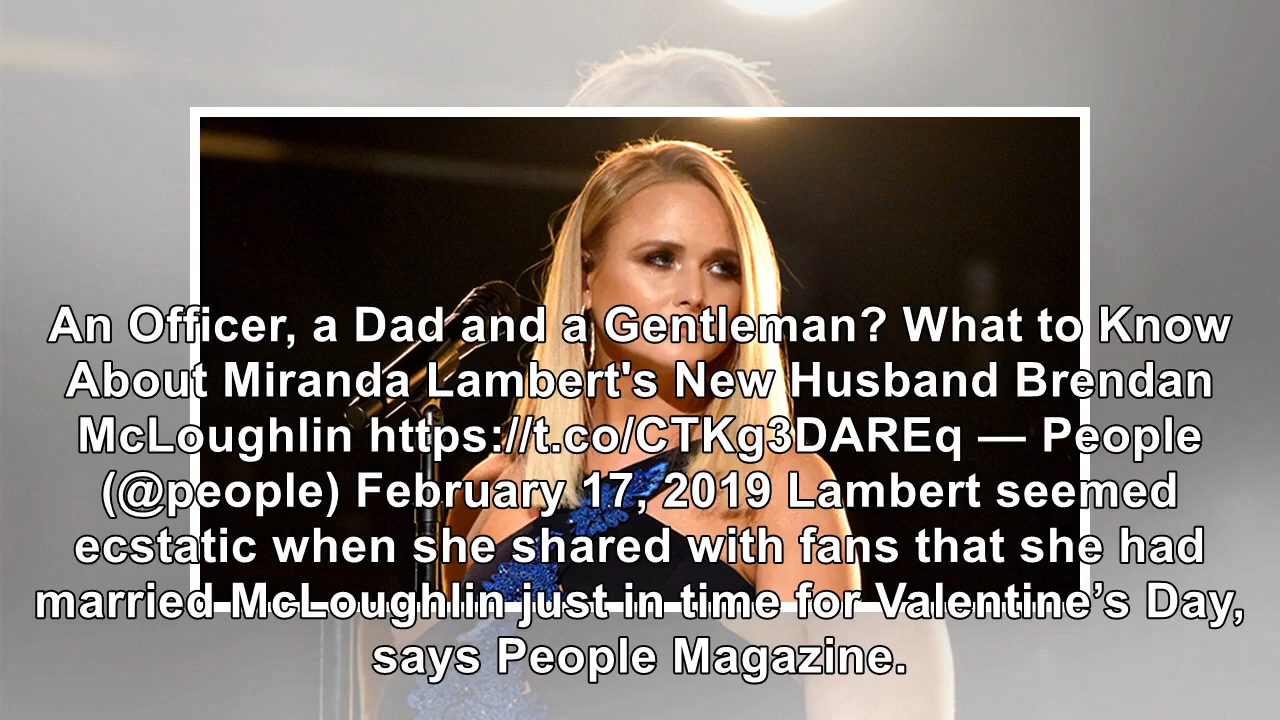 An Officer, a Dad and a Gentleman? What to Know
About Miranda Lambert's New Husband Brendan
McLoughlin https://t.co/CTKg3DAREq — People
(@people) February 17, 2019 Lambert seemed
ecstatic when she shared with fans that she had
married McLoughlin just in time for Valentine’s Day,
says People Magazine.